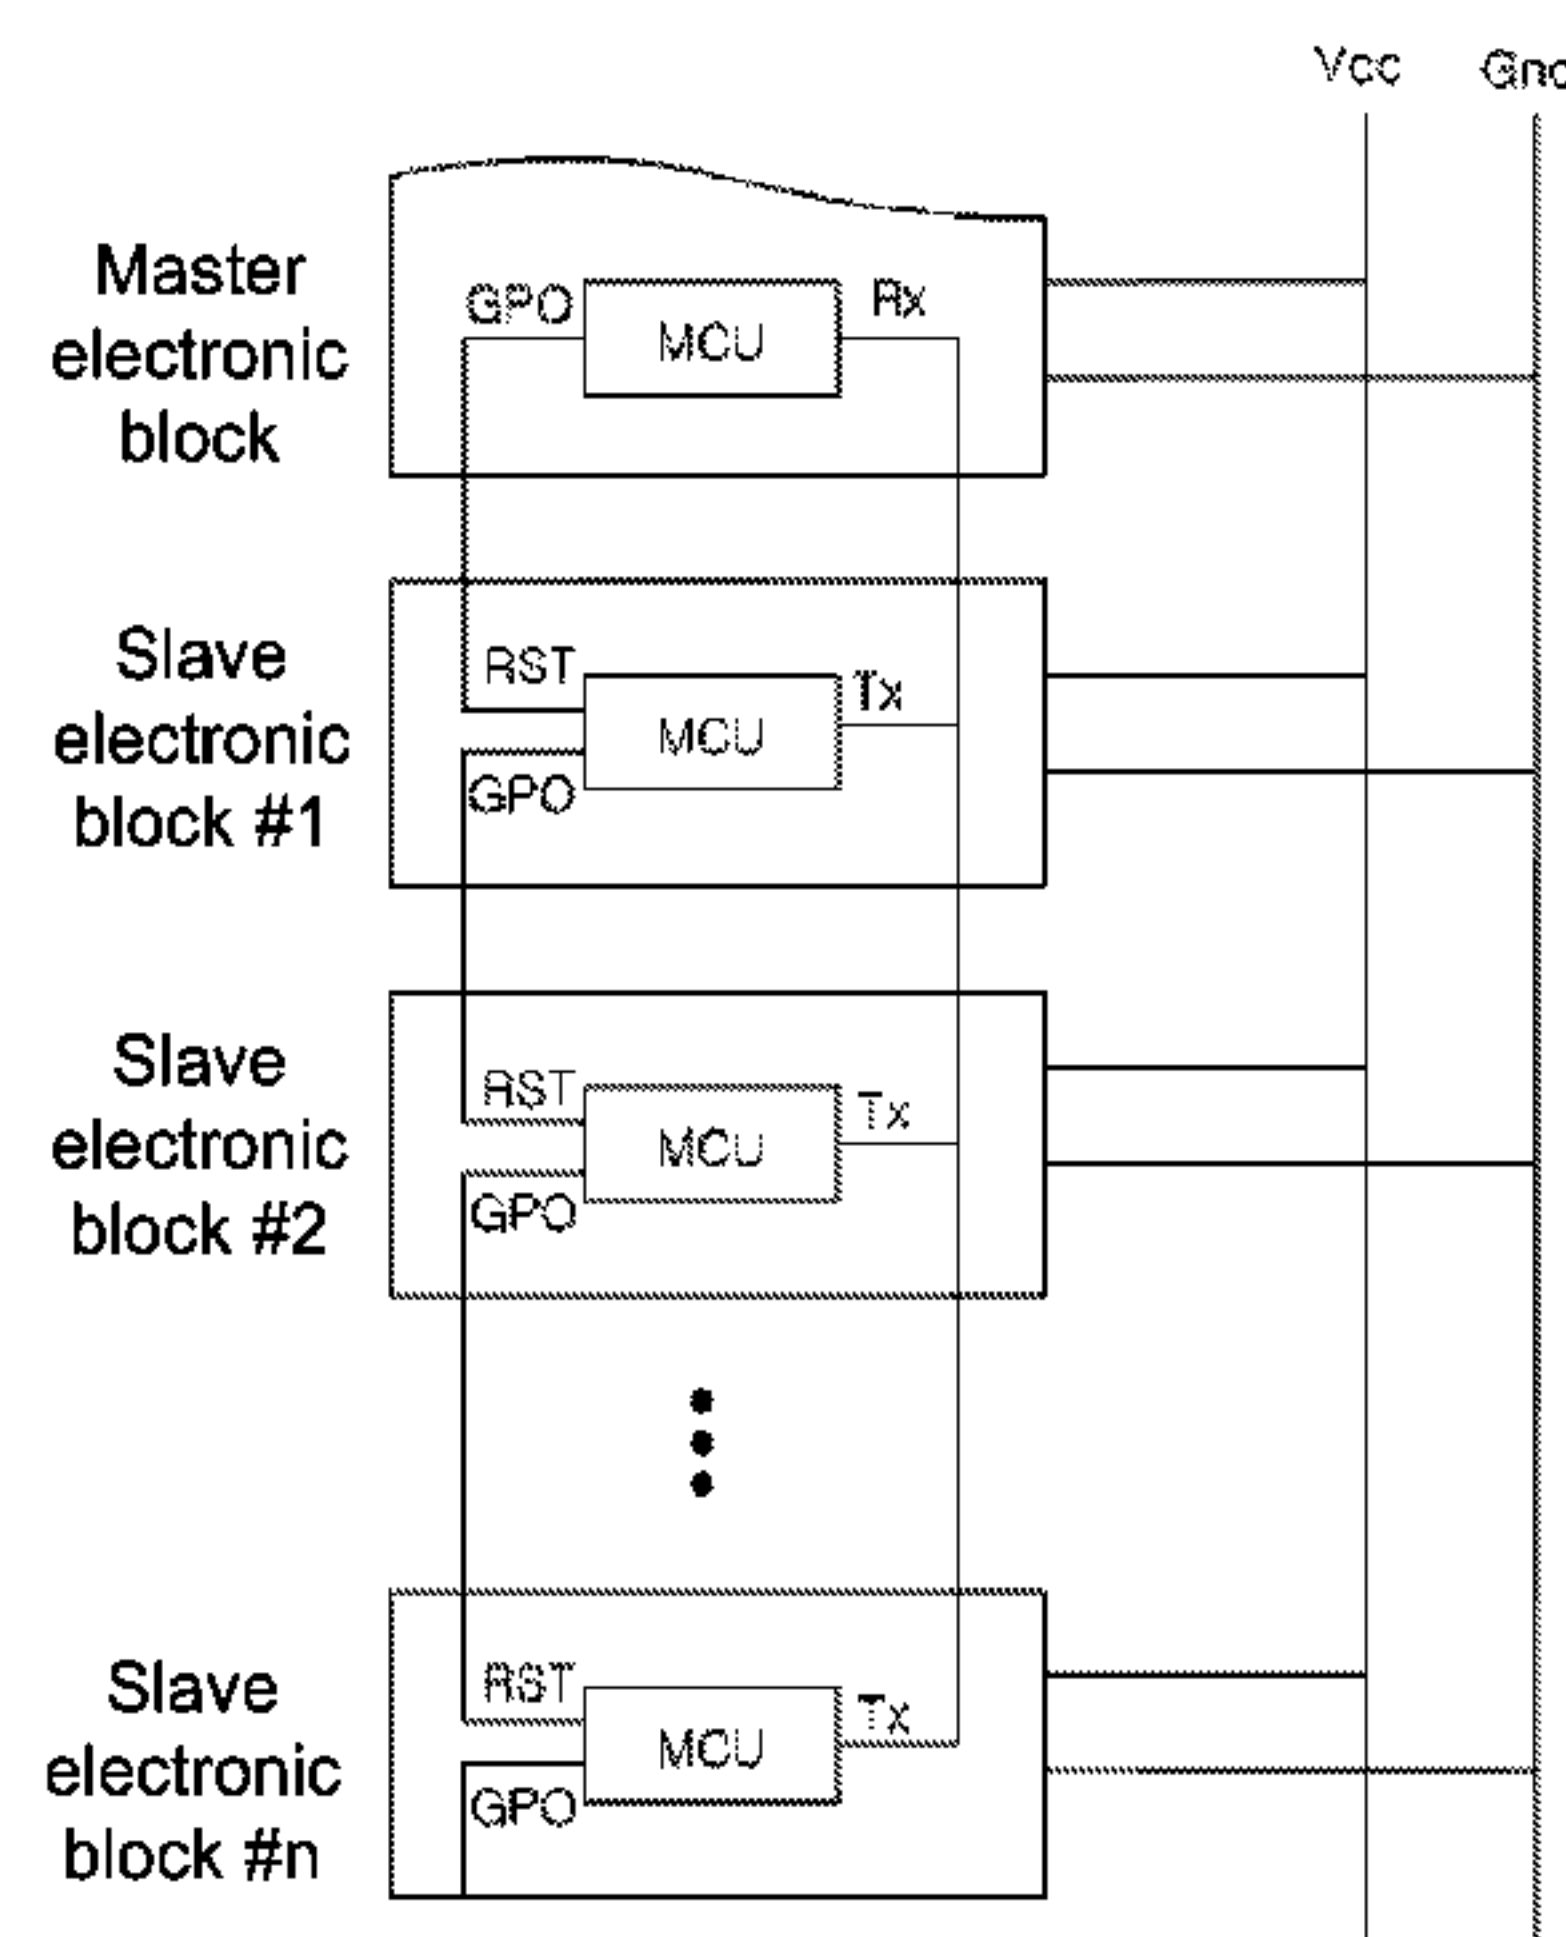 Vcc Gnd
Master
electronic
block
GPO
MCU
Rx
Slave
electronic
block #1
RST
MCU
Tx
GPO
Slave
electronic
block #2
RST
MCU
Tx
GPO
Slave
electronic
block #n
RST
MCU
Tx
GPO